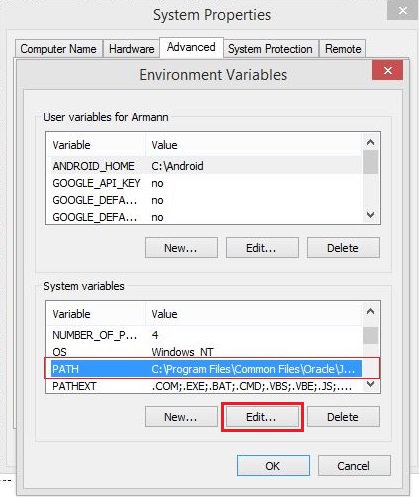 System Properties
Computer Name Hardware Advanced System Protection Remote
Environment Variables
User variables for Armann
Variable Value
ANDROID_HOME C:\Android
GOOGLE_API_KEY no
GOOGLE_DEFA... no
GOOGLE_DEFA... no
New... Edit... Delete
System variables
Variable Value
NUMBER_OF_P... 4
OS Windows_NT
PATH C:\Program Files\Common Files\Oracle\J...
PATHEXT .COM;.EXE;.BAT;.CMD;.VBS;.VBE;.JS;....
New... Edit... Delete
OK Cancel